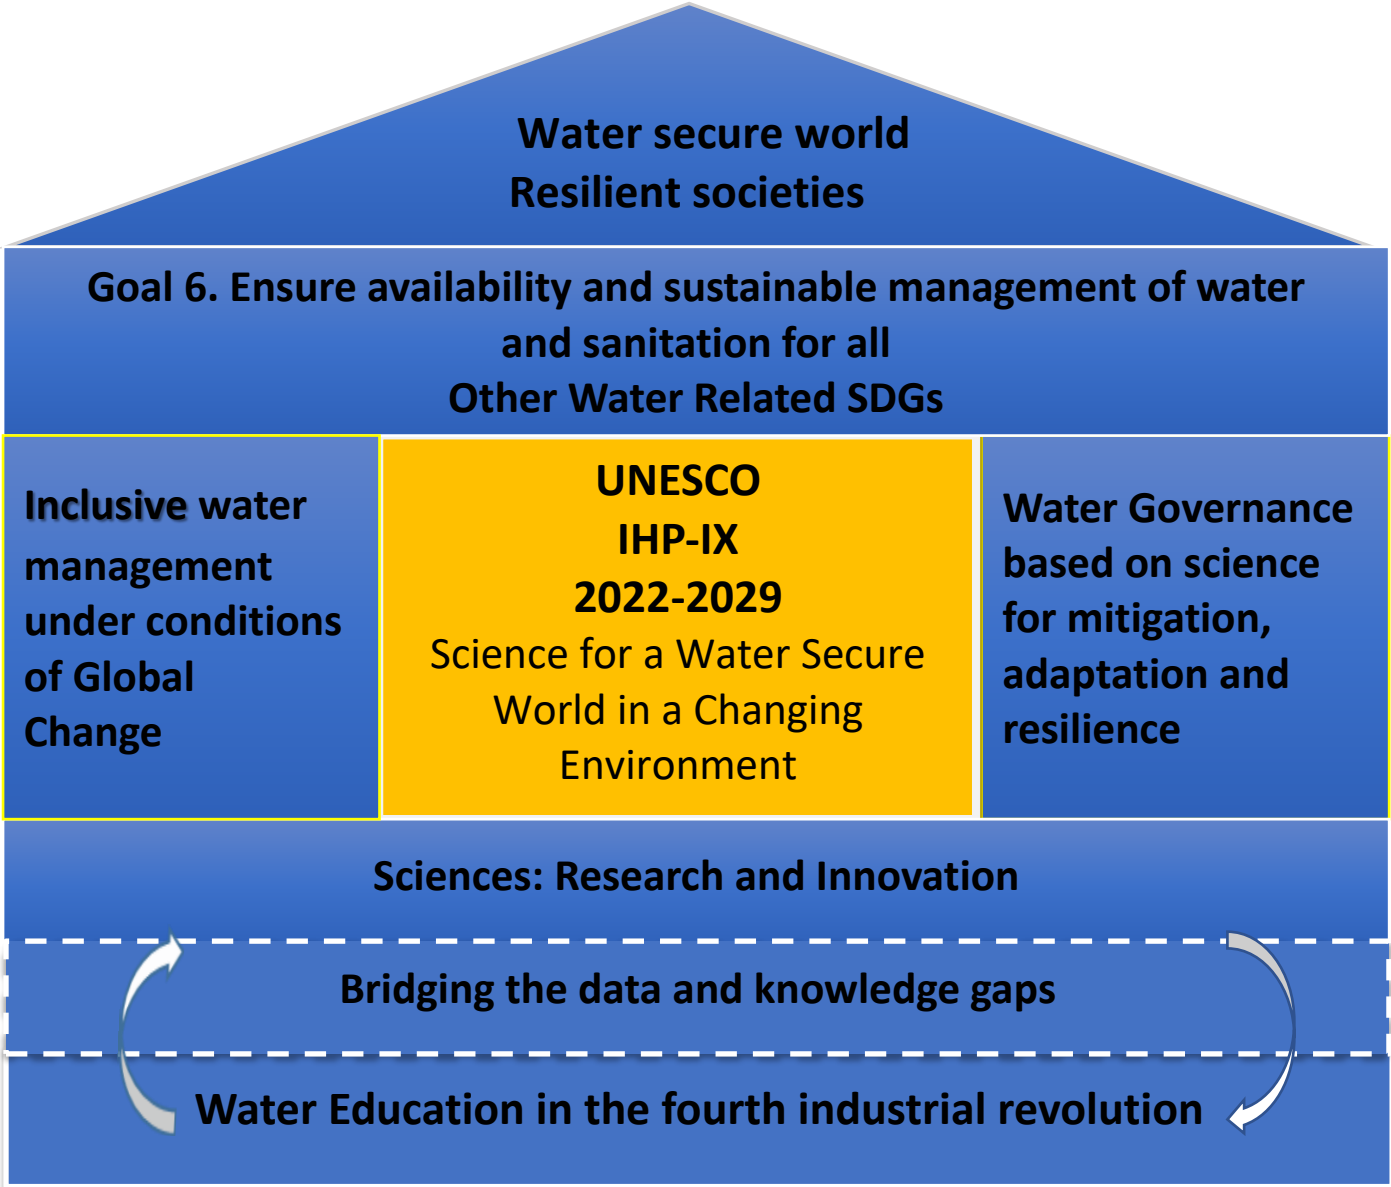 Water secure world
Resilient societies
Goal 6. Ensure availability and sustainable management of water
and sanitation for all
Other Water Related SDGs
Inclusive water
management
under conditions
of Global
Change
UNESCO
IHP-IX
2022-2029
Science for a Water Secure
World in a Changing
Environment
Water Governance
based on science
for mitigation,
adaptation and
resilience
Sciences: Research and Innovation
Bridging the data and knowledge gaps
Water Education in the fourth industrial revolution